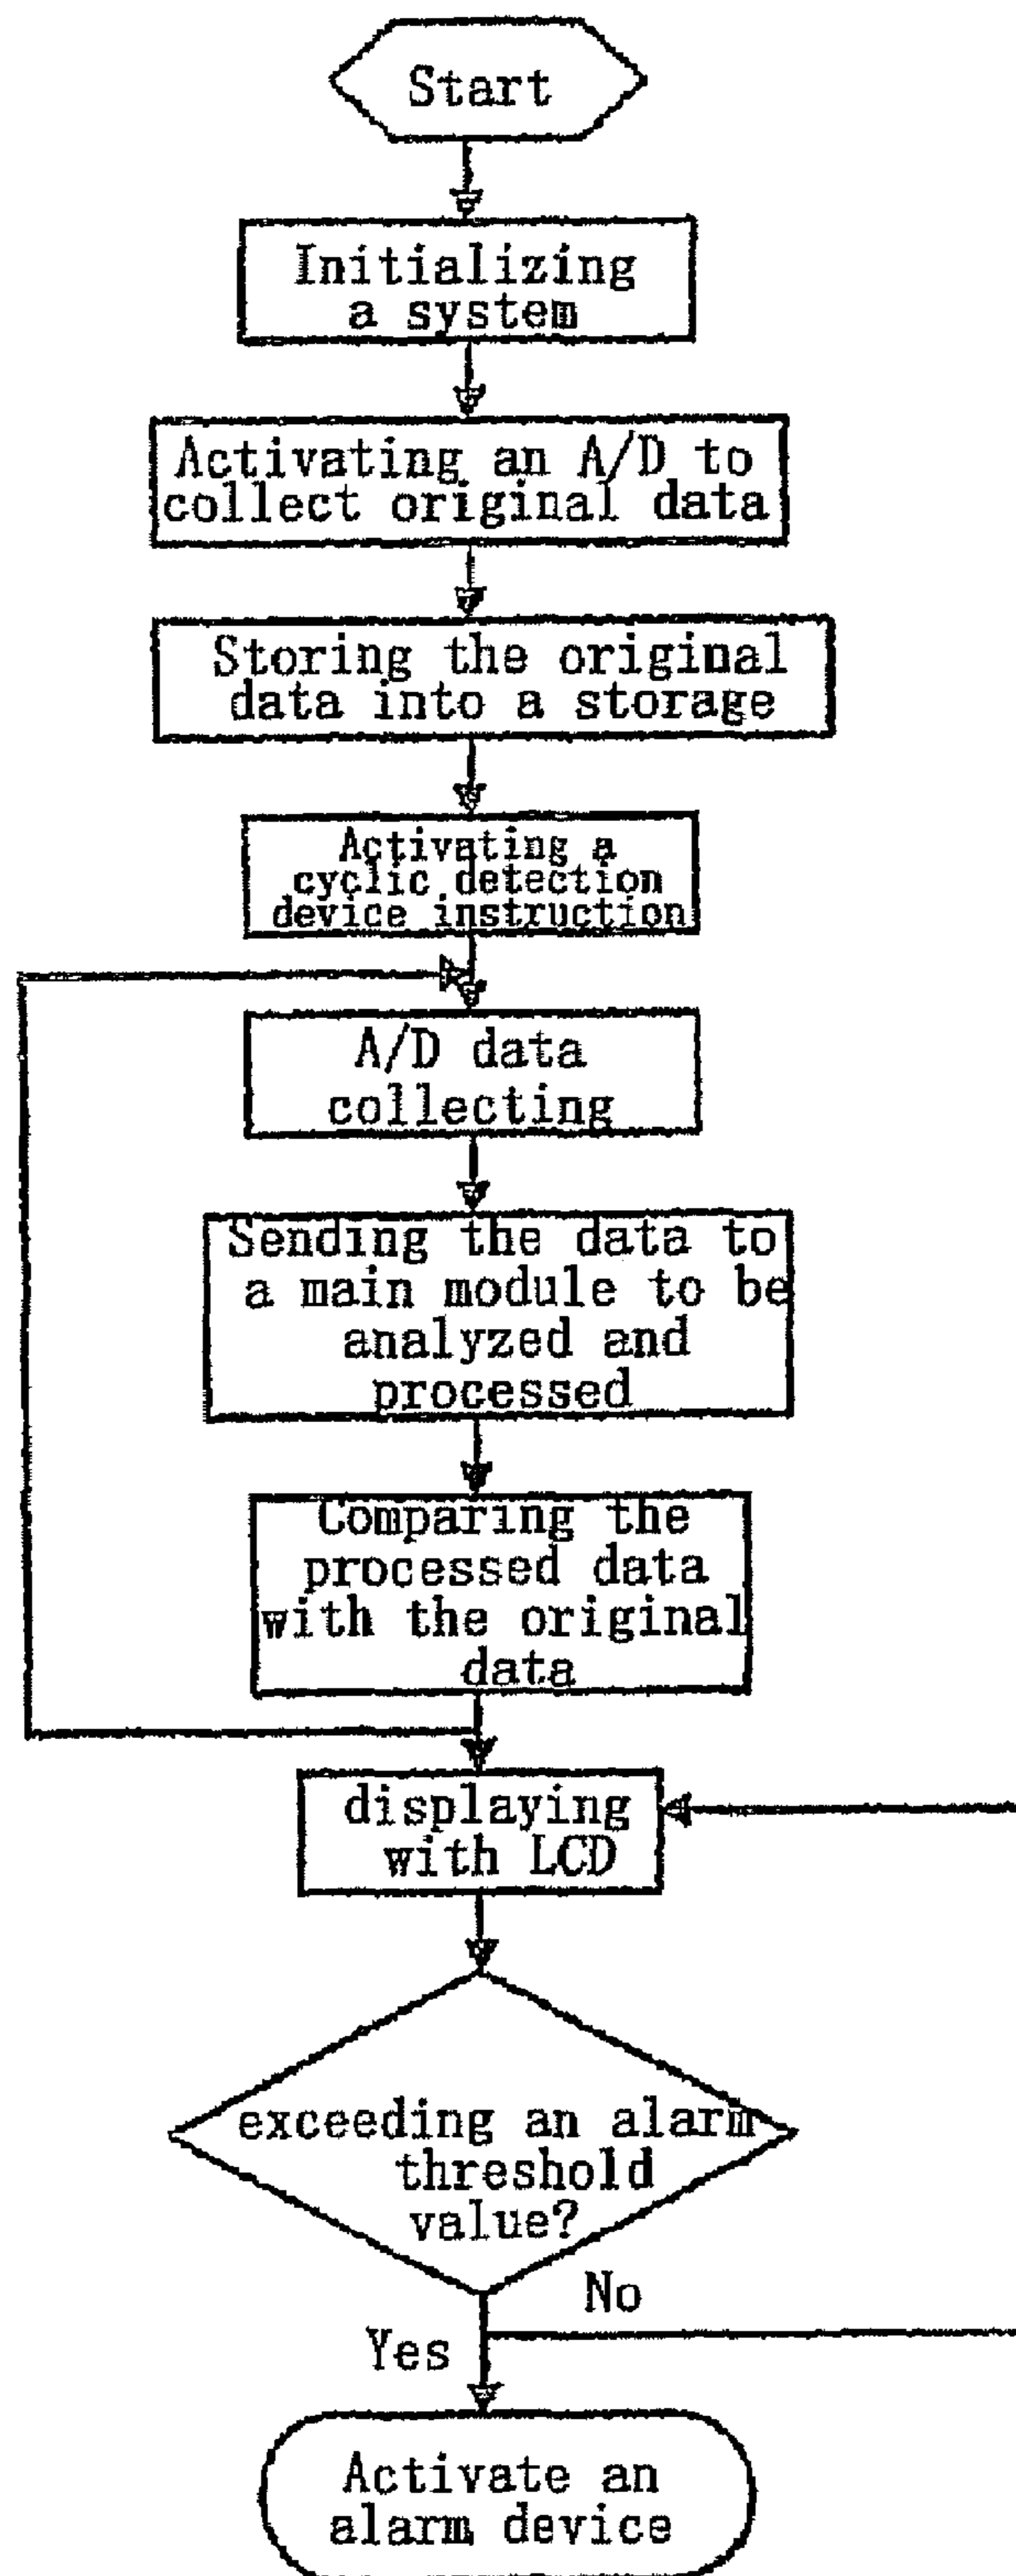 Start
Initializing
a system
Activating an A/D to
collect original data
Storing the original
data into a storage
Activating a
cyclic detection
device instruction
A/D data
collecting
Sending the data to
a main module to be
analyzed and
processed
Comparing the
processed data
with the original
data
displaying
with LCD
exceeding an alarm
threshold
value?
No
Yes
Activate an
alarm device